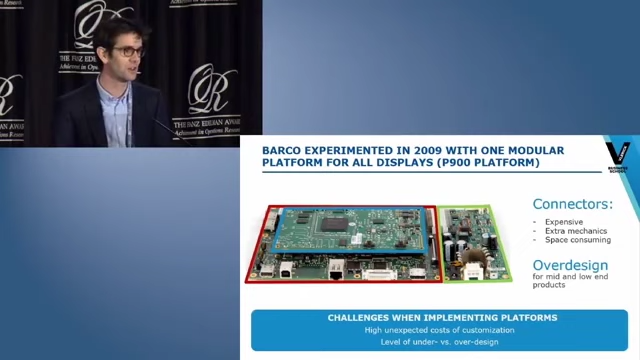 THE FRANZ EDELMAN AWARD
Achievement in Operations Research
BARCO EXPERIMENTED IN 2009 WITH ONE MODULAR
PLATFORM FOR ALL DISPLAYS (P900 PLATFORM)
BUSINESS SCHOOL
Connectors:
- Expensive
- Extra mechanics
- Space consuming
Overdesign
for mid and low end
products
CHALLENGES WHEN IMPLEMENTING PLATFORMS
High unexpected costs of customization
Level of under- vs. over-design